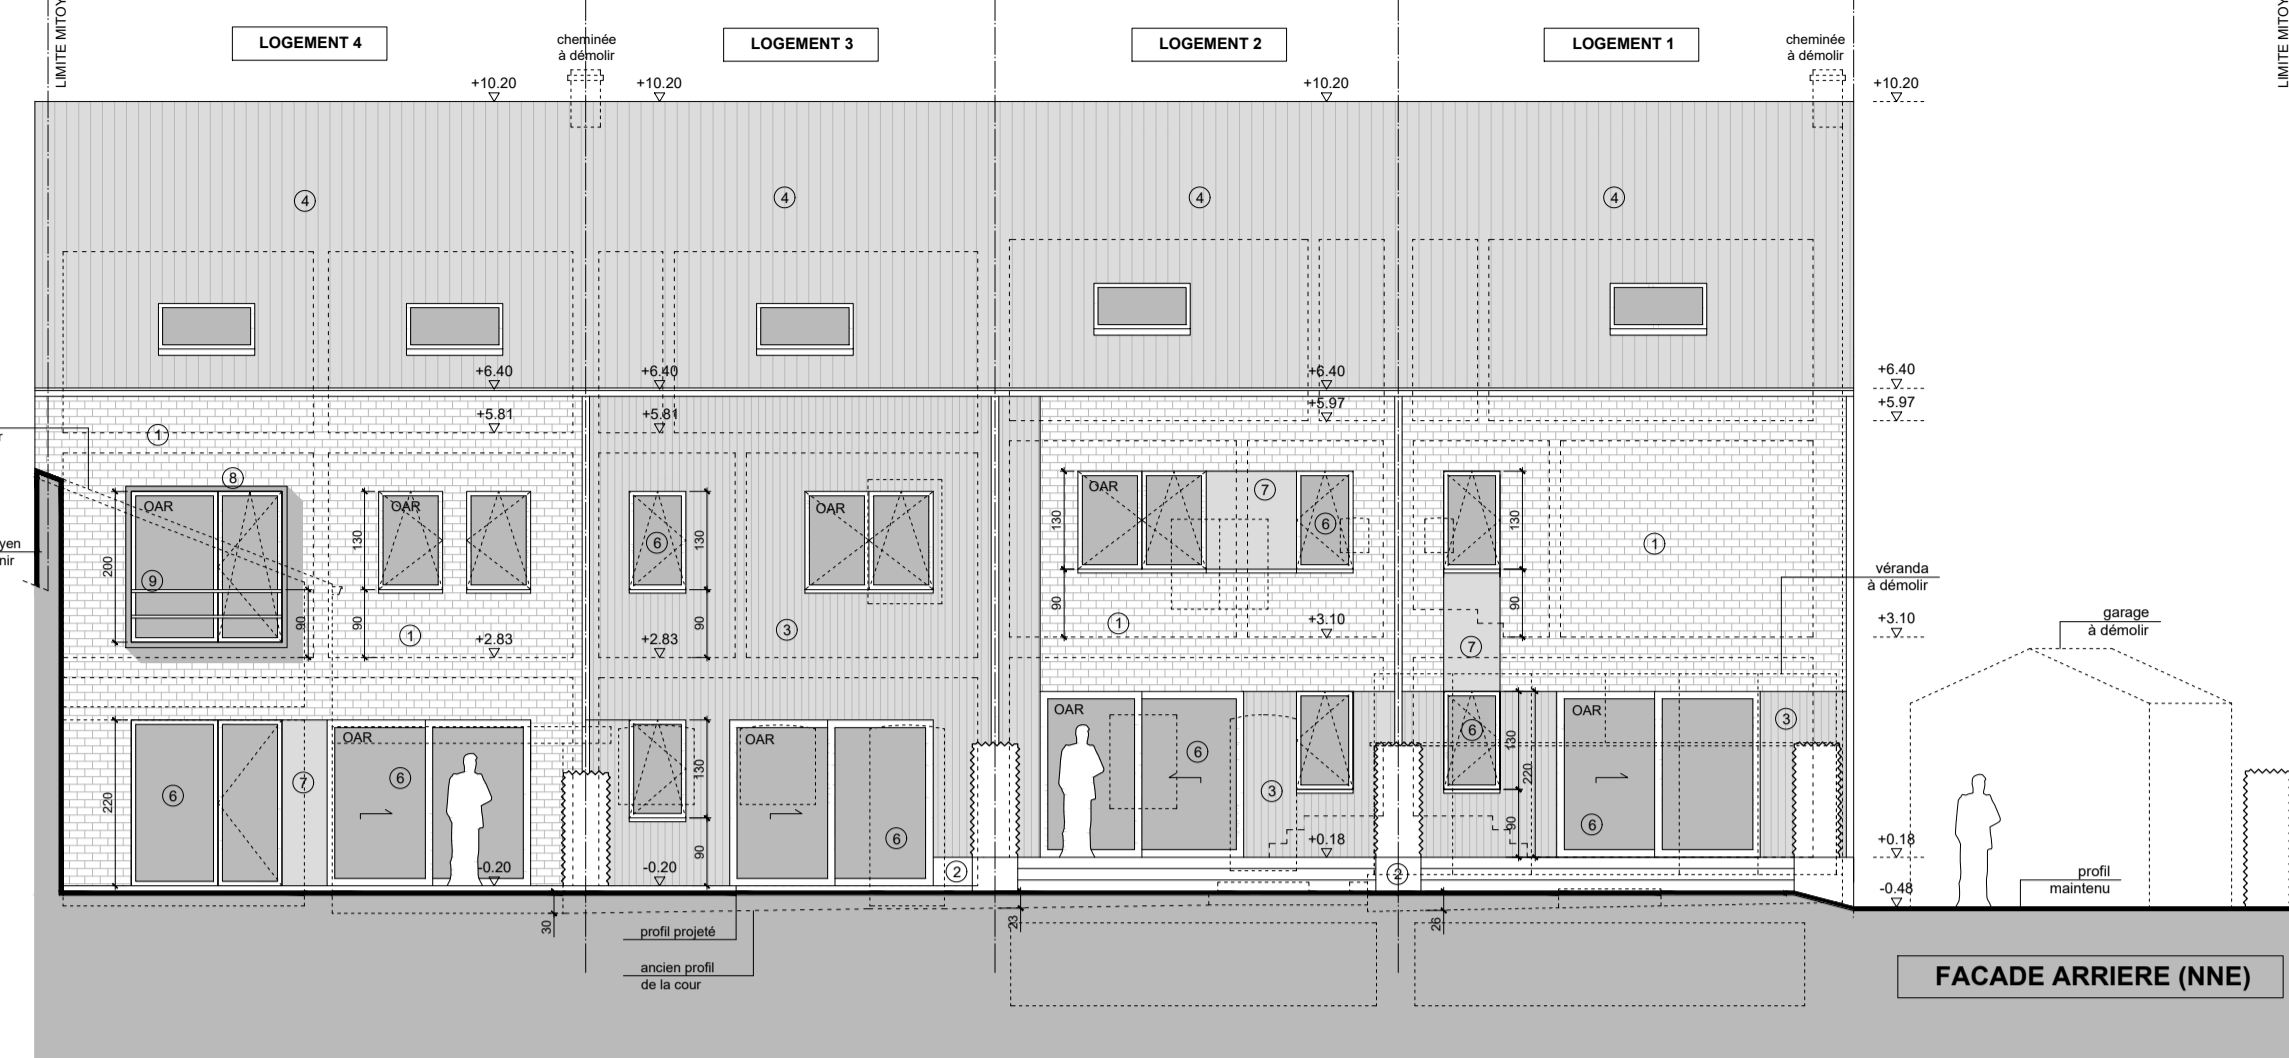 LIMITE MITOY
LOGEMENT 4
cheminée
à démolir
LOGEMENT 3
LOGEMENT 2
LOGEMENT 1
cheminée
à démolir
LIMITE MITOY
+10.20
+10.20
+10.20
+10.20
4
4
4
4
+6.40
+6.40
+6.40
+6.40
+5.81
+5.81
+5.97
+5.97
r
1
8
OAR
OAR
OAR
OAR
7
6
6
1
130
130
130
130
200
9
yen
nir
90
90
90
90
90
1
3
1
7
+2.83
+2.83
+3.10
+3.10
véranda
à démolir
garage
à démolir
OAR
OAR
OAR
OAR
3
6
7
6
6
6
3
6
6
220
130
90
130
220
90
-0.20
-0.20
+0.18
+0.18
2
2
-0.48
profil
maintenu
30
23
26
profil projeté
ancien profil
de la cour
FACADE ARRIERE (NNE)